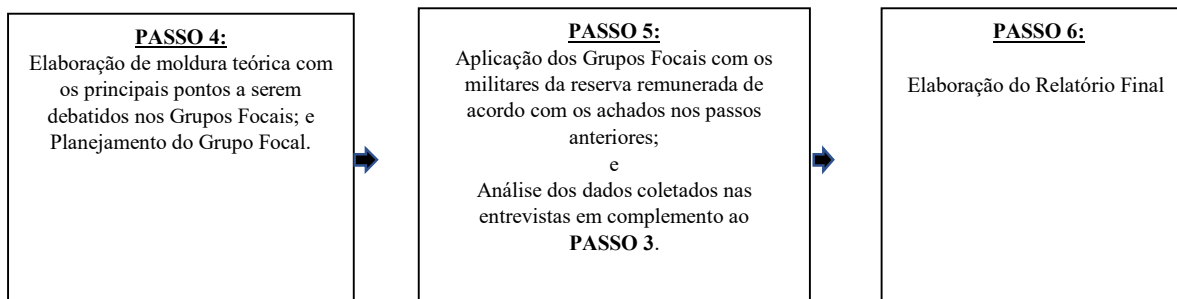 PASSO 4:
Elaboração de moldura teórica com
os principais pontos a serem
debatidos nos Grupos Focais; e
Planejamento do Grupo Focal.
PASSO 5:
Aplicação dos Grupos Focais com os
militares da reserva remunerada de
acordo com os achados nos passos
anteriores;
e
Análise dos dados coletados nas
entrevistas em complemento ao
PASSO 3.
PASSO 6:
Elaboração do Relatório Final